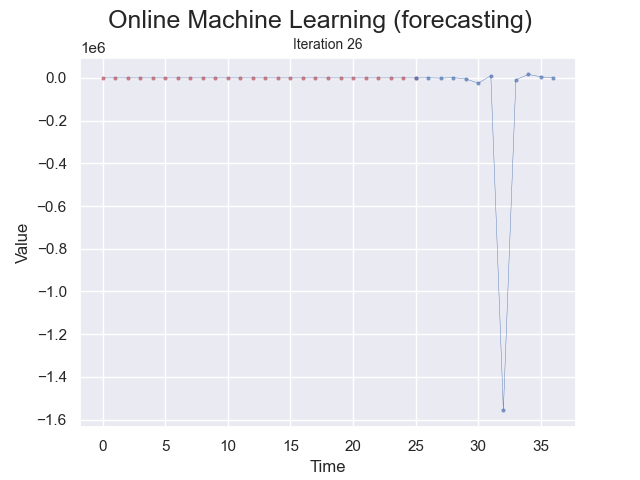 Online Machine Learning (forecasting)
Iteration 26
1e6
0.0
−0.2
−0.4
−0.6
−0.8
−1.0
−1.2
−1.4
−1.6
Value
0 5 10 15 20 25 30 35
Time